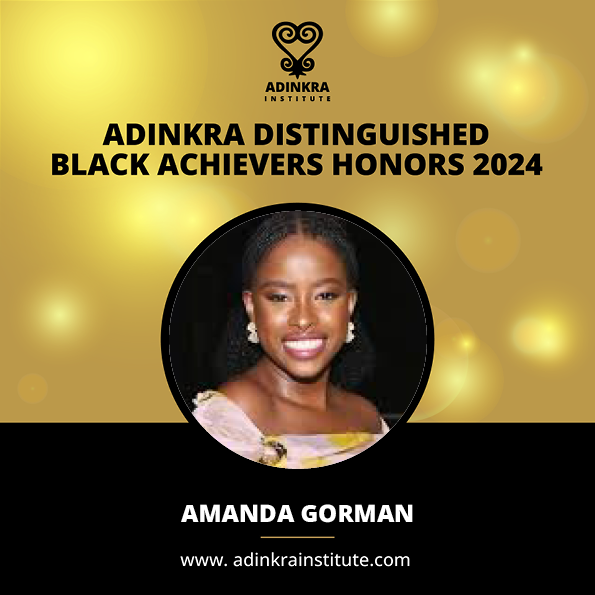 ADINKRA
INSTITUTE
ADINKRA DISTINGUISHED
BLACK ACHIEVERS HONORS 2024
AMANDA GORMAN
www. adinkrainstitute.com